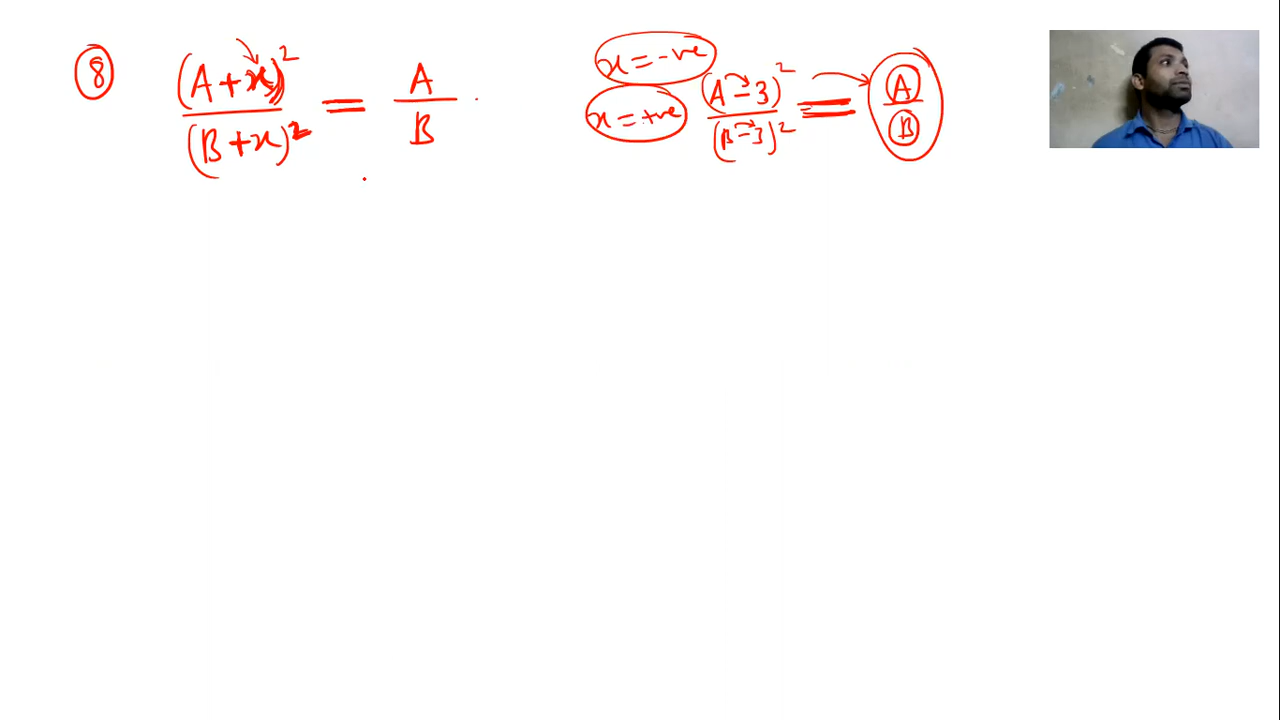 ⑧ (A+x)² / (B+x)² = A / B
x = -ve
x = +ve
(A-3)² / (B-3)² = A / B